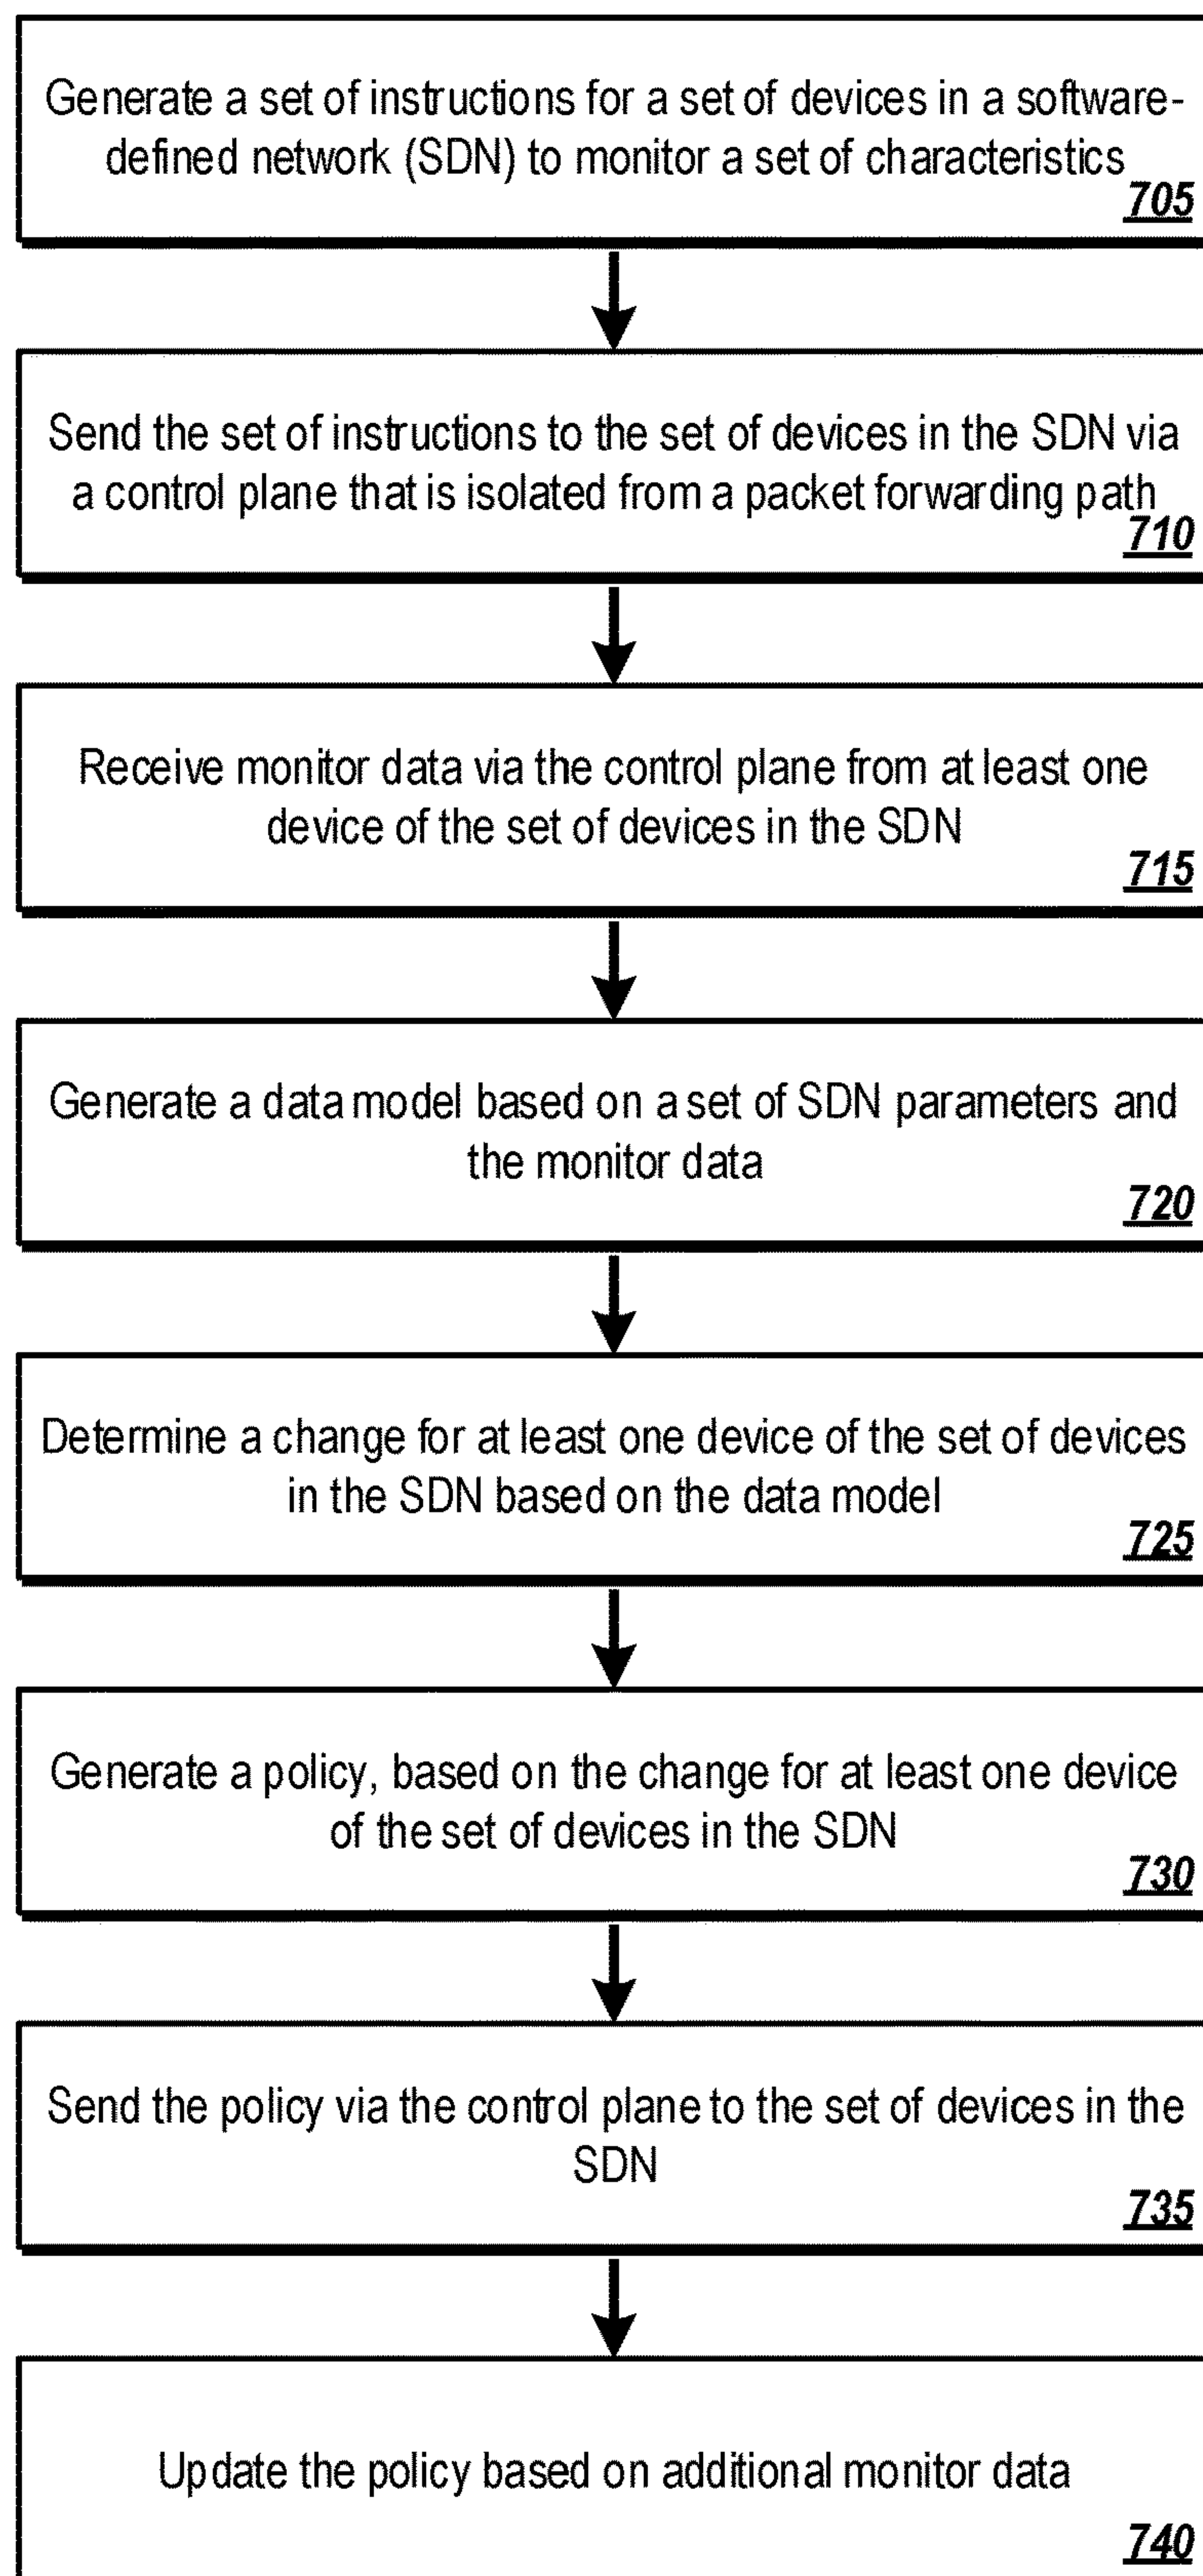 Generate a set of instructions for a set of devices in a software-
defined network (SDN) to monitor a set of characteristics
705
Send the set of instructions to the set of devices in the SDN via
a control plane that is isolated from a packet forwarding path
710
Receive monitor data via the control plane from at least one
device of the set of devices in the SDN
715
Generate a data model based on a set of SDN parameters and
the monitor data
720
Determine a change for at least one device of the set of devices
in the SDN based on the data model
725
Generate a policy, based on the change for at least one device
of the set of devices in the SDN
730
Send the policy via the control plane to the set of devices in the
SDN
735
Update the policy based on additional monitor data
740